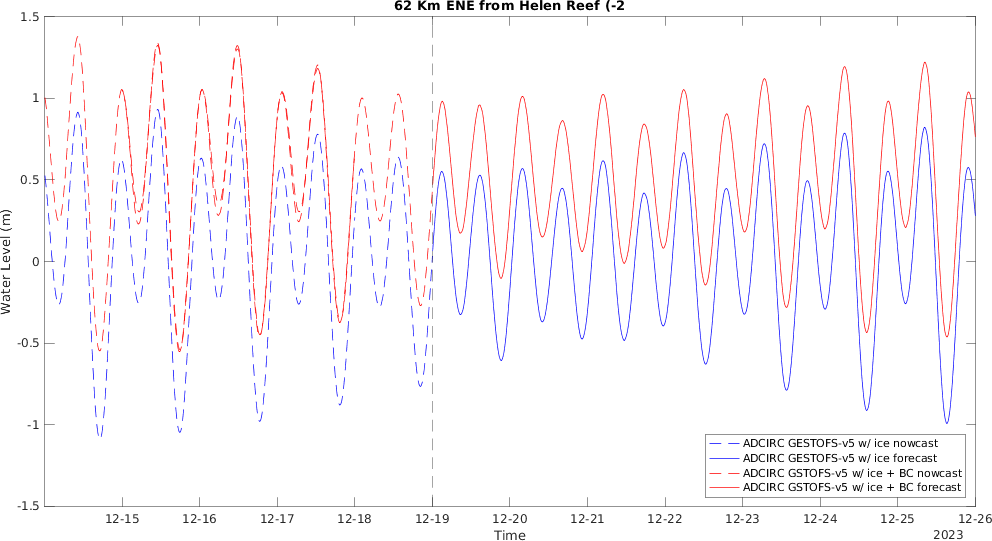 62 Km ENE from Helen Reef (-2
1.5
1
0.5
0
-0.5
-1
-1.5
Water Level (m)
12-15 12-16 12-17 12-18 12-19 12-20 12-21 12-22 12-23 12-24 12-25 12-26
Time
2023
ADCIRC GESTOFS-v5 w/ ice nowcast
ADCIRC GESTOFS-v5 w/ ice forecast
ADCIRC GSTOFS-v5 w/ ice + BC nowcast
ADCIRC GSTOFS-v5 w/ ice + BC forecast